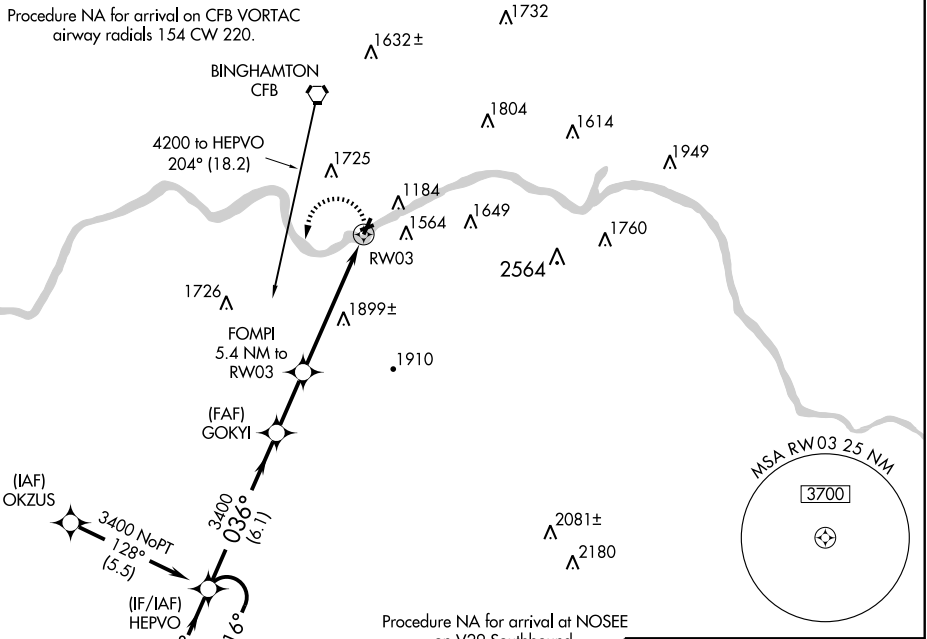 Procedure NA for arrival on CFB VORTAC
airway radials 154 CW 220.
1732
1632±
BINGHAMTON
CFB
1804
1614
4200 to HEPVO
204° (18.2)
1725
1949
1184
1564
1649
1760
RW03
2564
1726
1899±
FOMPI
5.4 NM to
RW03
1910
(FAF)
GOKYI
MSA RW03 25 NM
3700
(IAF)
OKZUS
3400 NoPT
128°
(5.5)
3400
036°
(6.1)
2081±
2180
(IF/IAF)
HEPVO
Procedure NA for arrival at NOSEE
on V29 Southbound